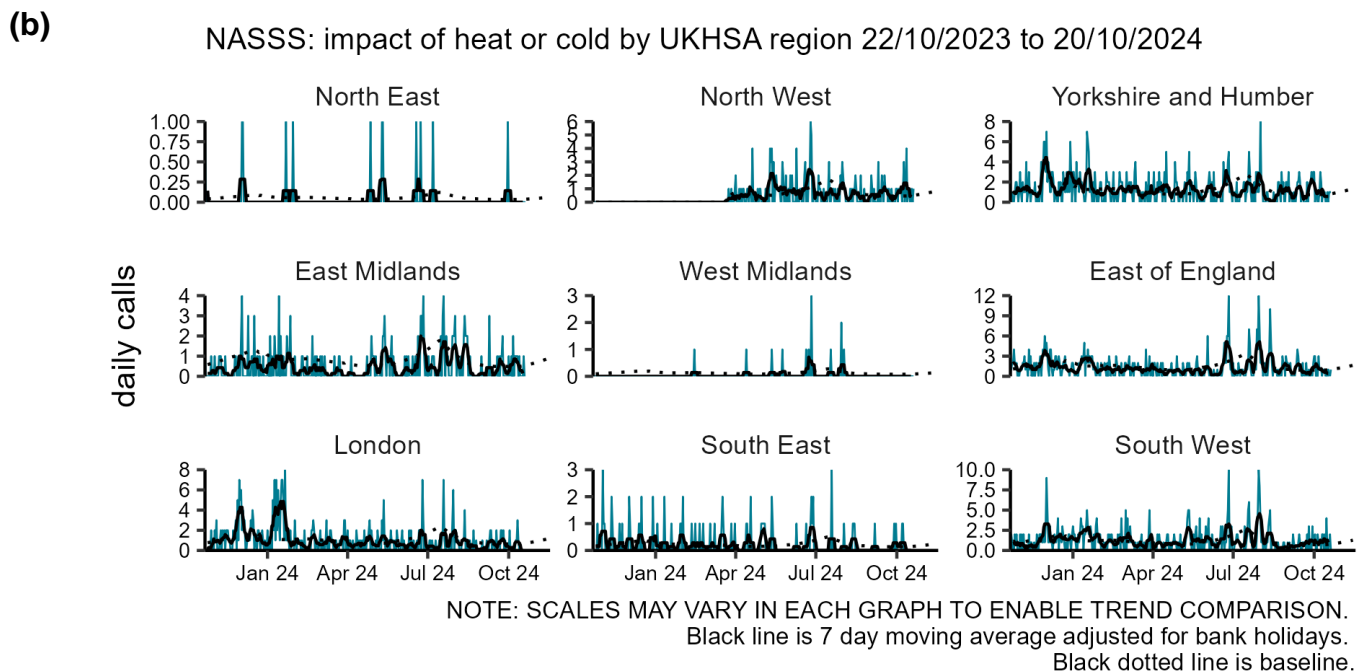 (b)
NASSS: impact of heat or cold by UKHSA region 22/10/2023 to 20/10/2024
daily calls
North East
1.00
0.75
0.50
0.25
0.00
North West
6
5
4
3
2
1
0
Yorkshire and Humber
8
6
4
2
0
East Midlands
4
3
2
1
0
West Midlands
3
2
1
0
East of England
12
9
6
3
0
London
8
6
4
2
0
Jan 24 Apr 24 Jul 24 Oct 24
South East
3
2
1
0
Jan 24 Apr 24 Jul 24 Oct 24
South West
10.0
7.5
5.0
2.5
0.0
Jan 24 Apr 24 Jul 24 Oct 24
NOTE: SCALES MAY VARY IN EACH GRAPH TO ENABLE TREND COMPARISON.
Black line is 7 day moving average adjusted for bank holidays.
Black dotted line is baseline.